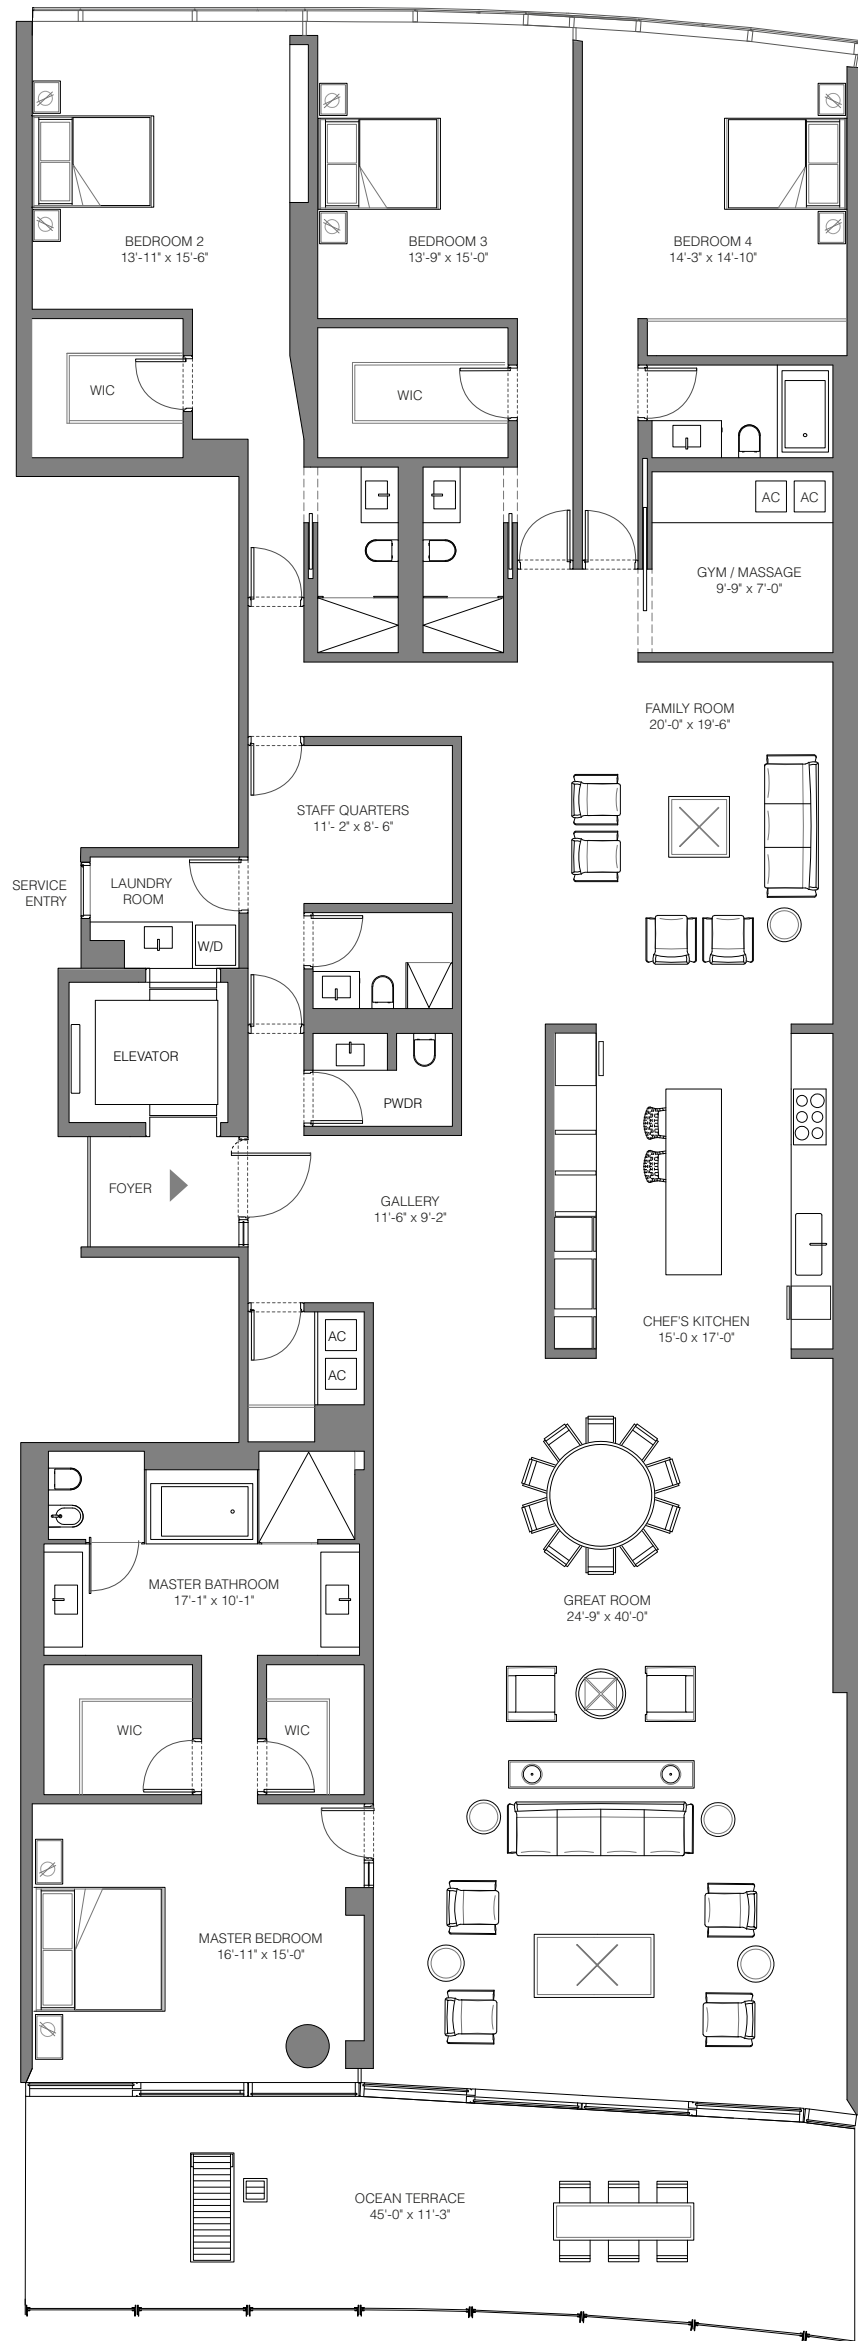 BEDROOM 2
13'-11" x 15'-6"
BEDROOM 3
13'-9" x 15'-0"
BEDROOM 4
14'-3" x 14'-10"
WIC
WIC
AC
AC
GYM / MASSAGE
9'-9" x 7'-0"
FAMILY ROOM
20'-0" x 19'-6"
STAFF QUARTERS
11'- 2" x 8'- 6"
SERVICE
ENTRY
LAUNDRY
ROOM
W/D
ELEVATOR
PWDR
FOYER
GALLERY
11'-6" x 9'-2"
CHEF'S KITCHEN
15'-0 x 17'-0"
AC
AC
MASTER BATHROOM
17'-1" x 10'-1"
GREAT ROOM
24'-9" x 40'-0"
WIC
WIC
MASTER BEDROOM
16'-11" x 15'-0"
OCEAN TERRACE
45'-0" x 11'-3"